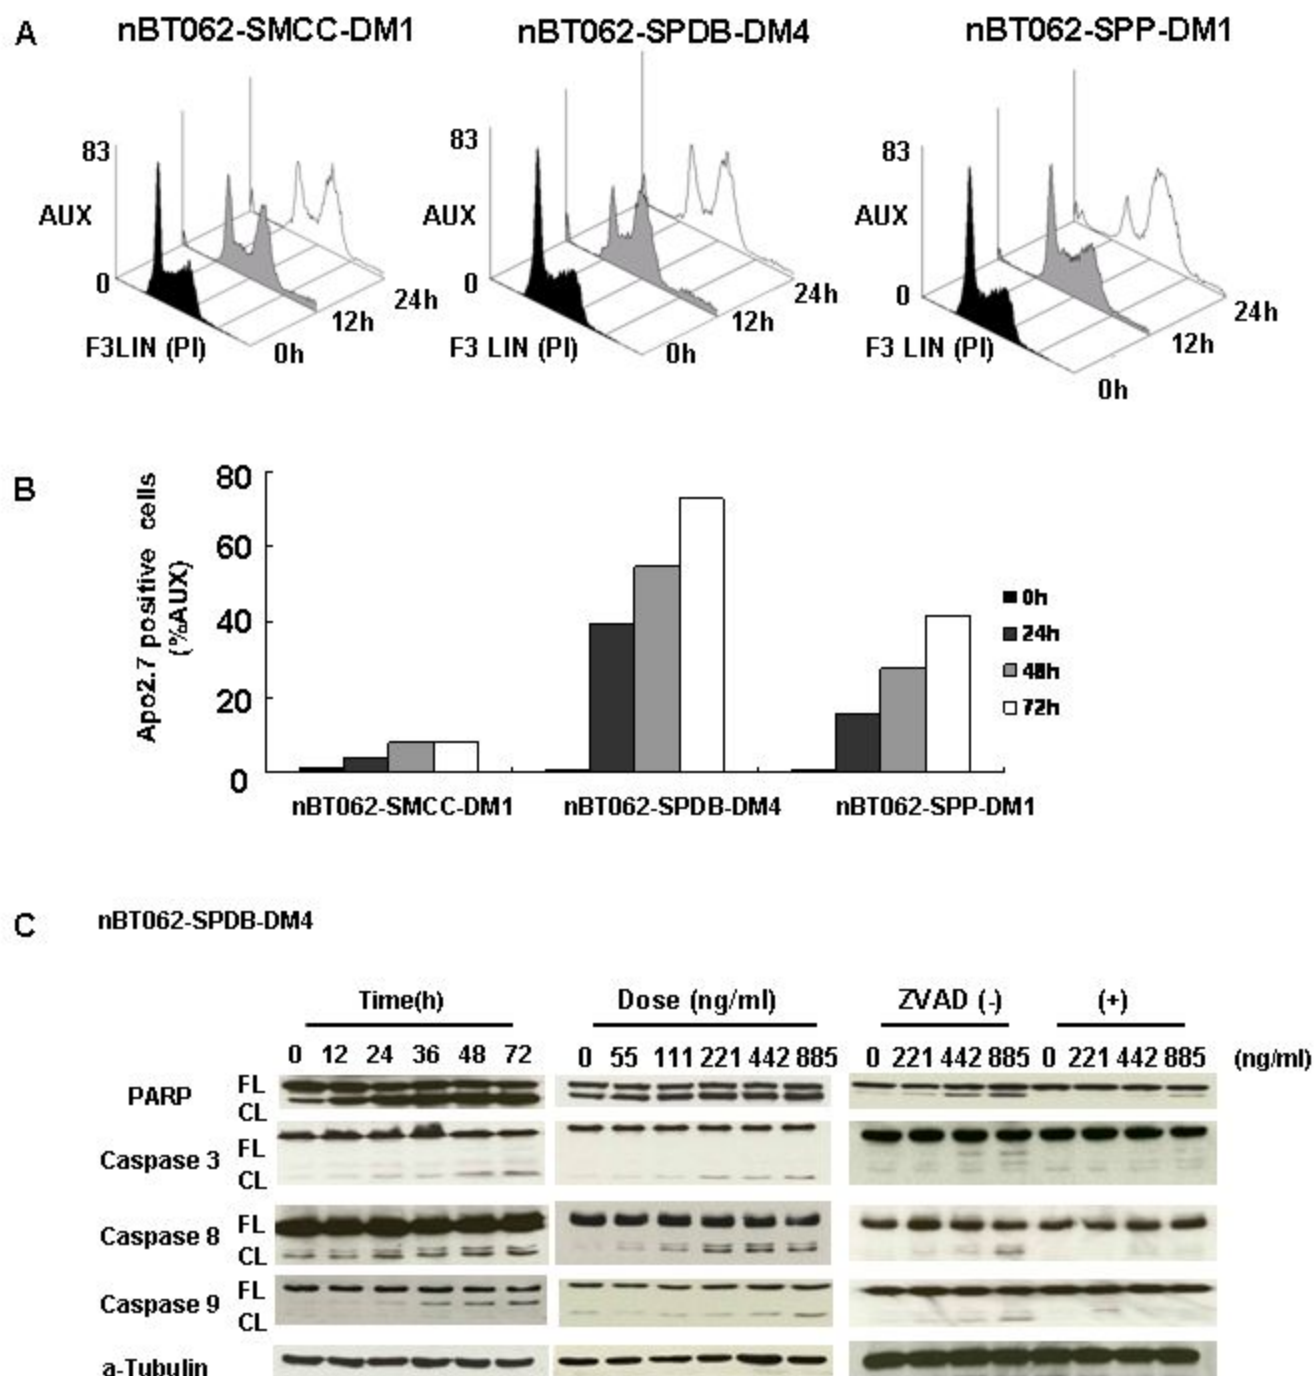 A
nBT062-SMCC-DM1
nBT062-SPDB-DM4
nBT062-SPP-DM1
83
AUX
0
F3LIN (PI)
0h
12h
24h
83
AUX
0
F3 LIN (PI)
0h
12h
24h
83
AUX
0
F3 LIN (PI)
0h
12h
24h
B
Apo2.7 positive cells
(%AUX)
80
60
40
20
0
nBT062-SMCC-DM1
nBT062-SPDB-DM4
nBT062-SPP-DM1
0h
24h
48h
72h
C
nBT062-SPDB-DM4
Time(h)
Dose (ng/ml)
ZVAD (-)
(+)
0 12 24 36 48 72
0 55 111 221 442 885
0 221 442 885 0 221 442 885 (ng/ml)
PARP
FL
CL
Caspase 3
FL
CL
Caspase 8
FL
CL
Caspase 9
FL
CL
a-Tubulin